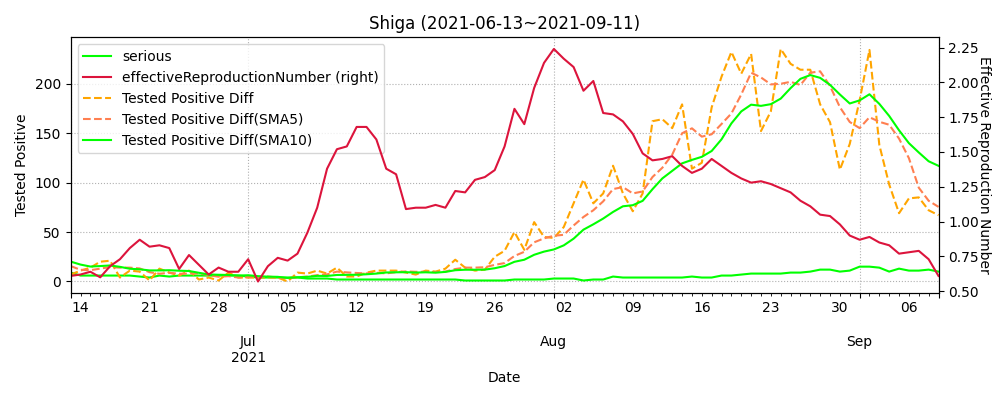 Shiga (2021-06-13~2021-09-11)
serious
effectiveReproductionNumber (right)
Tested Positive Diff
Tested Positive Diff(SMA5)
Tested Positive Diff(SMA10)
Tested Positive
200
150
100
50
0
2.25
2.00
1.75
1.50
1.25
1.00
0.75
0.50
Effective Reproduction Number
14 21 28 05 12 19 26 02 09 16 23 30 06
Jul Aug Sep
2021
Date